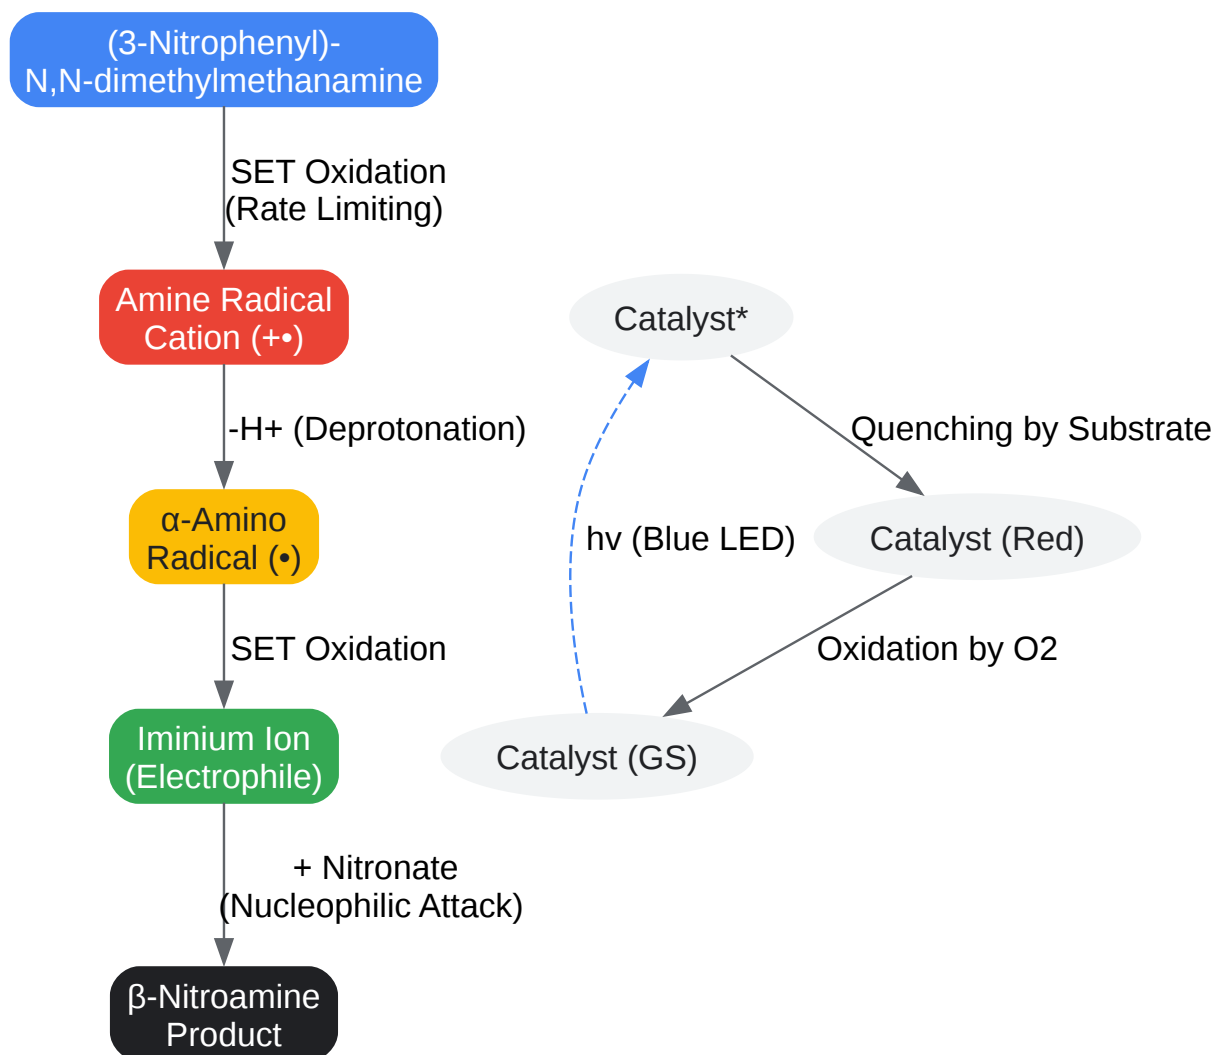 (3-Nitrophenyl)-
N,N-dimethylmethanamine
SET Oxidation
(Rate Limiting)
Amine Radical
Cation (+•)
-H+ (Deprotonation)
α-Amino
Radical (•)
SET Oxidation
Iminium Ion
(Electrophile)
+ Nitronate
(Nucleophilic Attack)
β-Nitroamine
Product
Catalyst*
Quenching by Substrate
hv (Blue LED)
Catalyst (Red)
Oxidation by O2
Catalyst (GS)